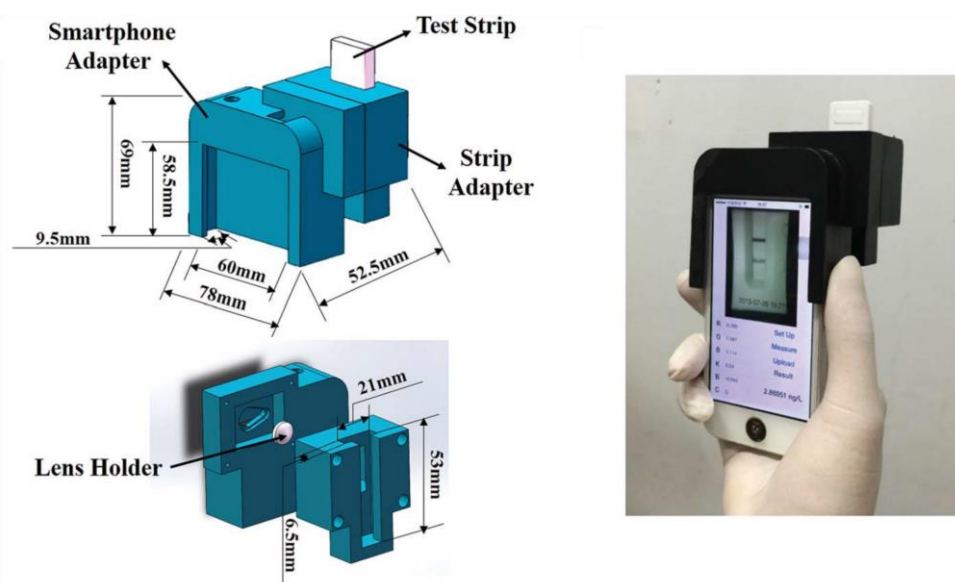 Smartphone
Adapter
Test Strip
Strip
Adapter
69mm
58.5mm
9.5mm
60mm
78mm
52.5mm
Lens Holder
21mm
53mm
6.5mm
Set Up
Measure
Upload
Result
2.88951 ng/L
R
G
B
K
B
C